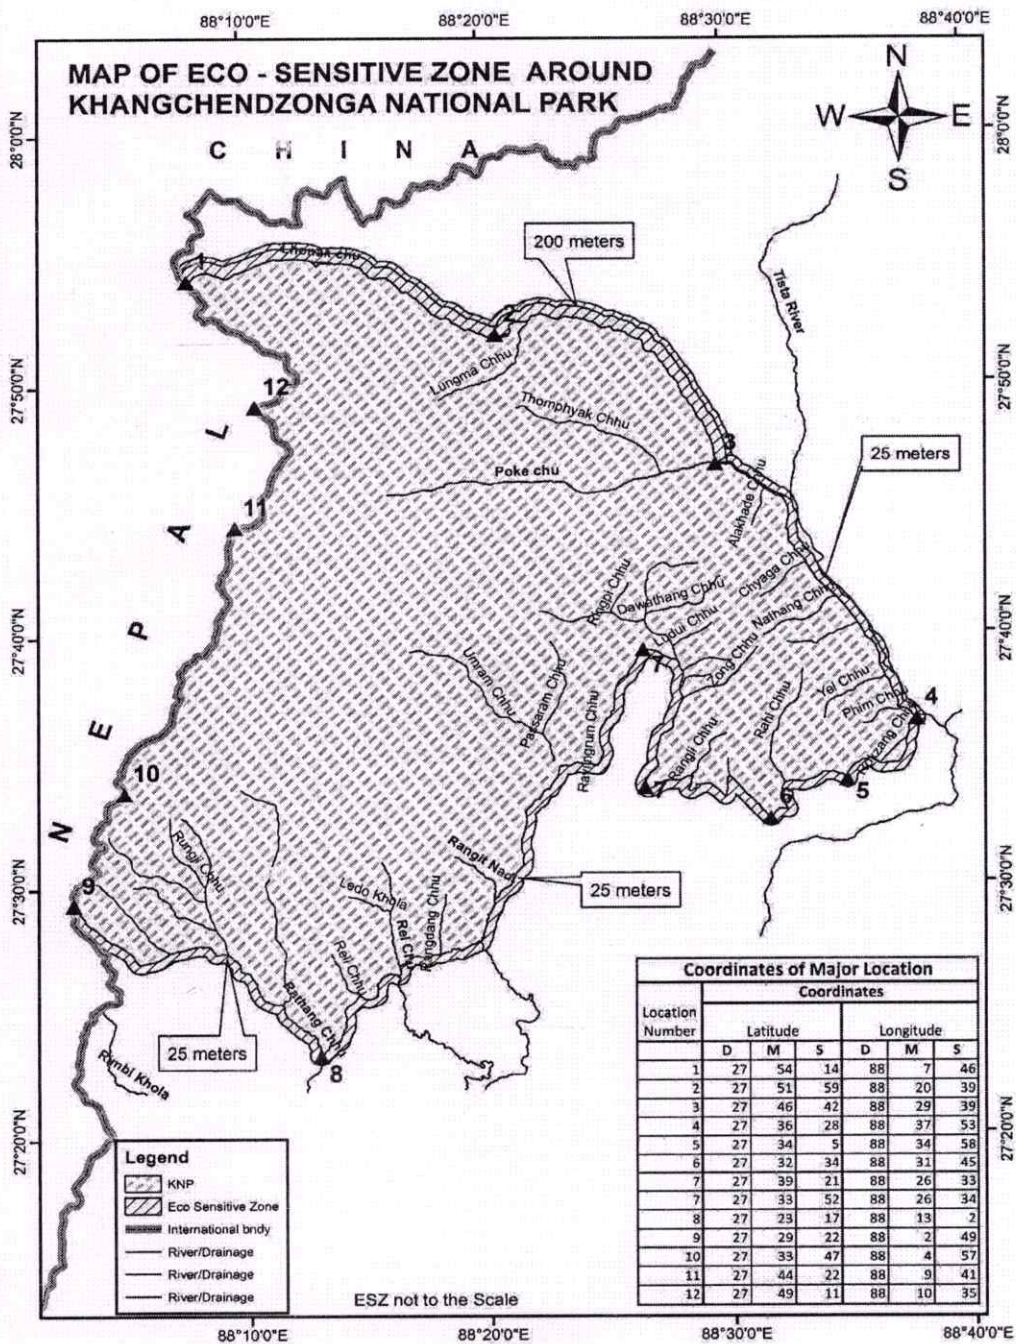 88°10'0"E
88°20'0"E
88°30'0"E
88°40'0"E
MAP OF ECO - SENSITIVE ZONE AROUND
KHANGCHENDZONGA NATIONAL PARK
N
W E
S
28°0'0"N
28°0'0"N
C H I N A
200 meters
1
Lhonak chu
2
Tista River
Lungma Chhu
27°50'0"N
27°50'0"N
12
Thomphyak Chhu
3
25 meters
Poke chu
Alakhade Chhu
11
N E P A L
Chyaga Chhu
Dawathang Chhu
Nathang Chhu
Ludui Chhu
27°40'0"N
27°40'0"N
7
Zong Chhu
Umram Chhu
Passaram Chhu
Yel Chhu
Phim Chhu
4
Rahi Chhu
Rangli Chhu
10
7
6
5
Rungji Chhu
Rangit Nadi
25 meters
Ledo Khola
27°30'0"N
27°30'0"N
9
Rel Chhu
Rangdang Chhu
Reji Chhu
Rathang Chhu
25 meters
8
Rimbi Khola
27°20'0"N
27°20'0"N
Coordinates of Major Location
Location Number Coordinates
Latitude Longitude
D M S D M S
1 27 54 14 88 7 46
2 27 51 59 88 20 39
3 27 46 42 88 29 39
4 27 36 28 88 37 53
5 27 34 5 88 34 58
6 27 32 34 88 31 45
7 27 39 21 88 26 33
7 27 33 52 88 26 34
8 27 23 17 88 13 2
9 27 29 22 88 2 49
10 27 33 47 88 4 57
11 27 44 22 88 9 41
12 27 49 11 88 10 35
Legend
KNP
Eco Sensitive Zone
International bndy
River/Drainage
River/Drainage
River/Drainage
ESZ not to the Scale
88°10'0"E
88°20'0"E
88°30'0"E
88°40'0"E